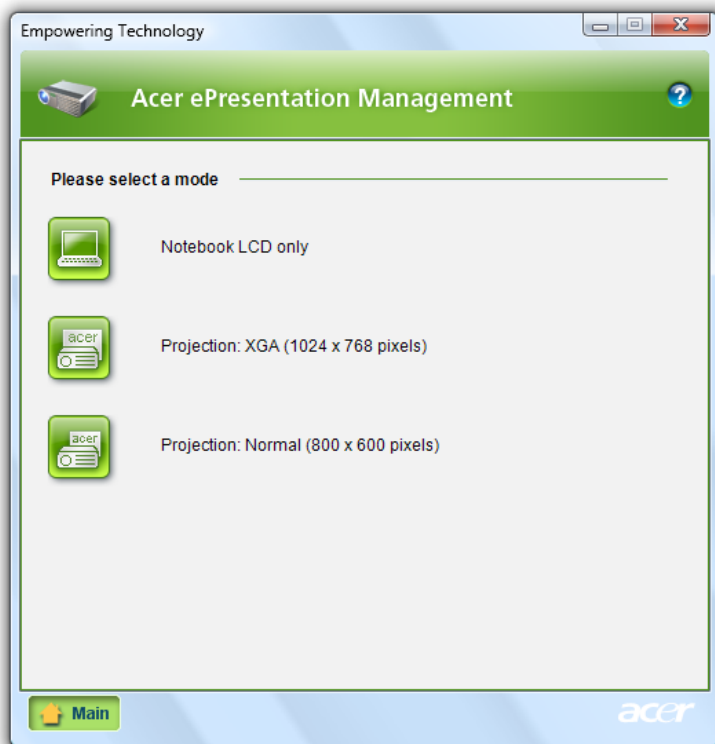 Empowering Technology
Acer ePresentation Management
?
Please select a mode
Notebook LCD only
acer
Projection: XGA (1024 x 768 pixels)
acer
Projection: Normal (800 x 600 pixels)
Main
acer